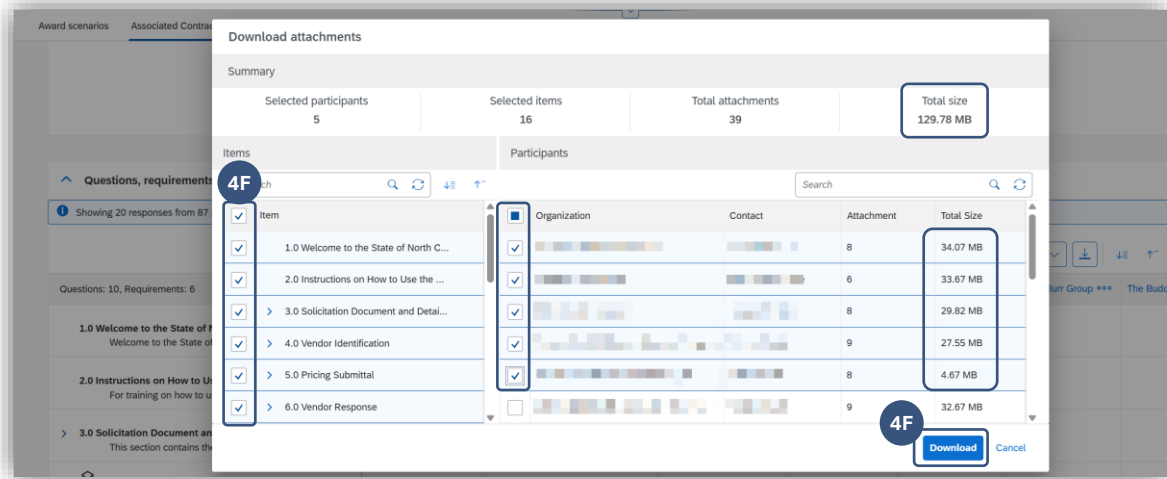 Award scenarios Associated Contrac
Download attachments
Summary
Selected participants Selected items Total attachments Total size
5 16 39 129.78 MB
Items Participants
Questions, requirements
4F ch Search
Showing 20 responses from 87
Item Organization Contact Attachment Total Size
1.0 Welcome to the State of North C... 8 34.07 MB
2.0 Instructions on How to Use the ... 6 33.67 MB
Questions: 10, Requirements: 6 urr Group The Budd
3.0 Solicitation Document and Detai... 8 29.82 MB
1.0 Welcome to the State of N
Welcome to the State of
4.0 Vendor Identification 9 27.55 MB
5.0 Pricing Submittal 8 4.67 MB
2.0 Instructions on How to Us
For training on how to u
6.0 Vendor Response 9 32.67 MB
4F
3.0 Solicitation Document an
This section contains the
Download Cancel